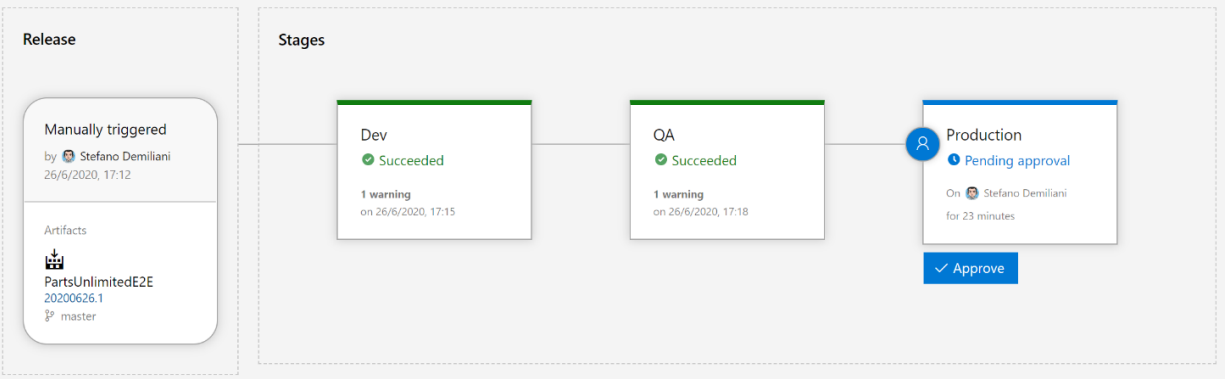 Release
Manually triggered
by Stefano Demiliani
26/6/2020, 17:12
Artifacts
PartsUnlimitedE2E
20200626.1
master
Stages
Dev
Succeeded
1 warning
on 26/6/2020, 17:15
QA
Succeeded
1 warning
on 26/6/2020, 17:18
Production
Pending approval
On Stefano Demiliani
for 23 minutes
Approve